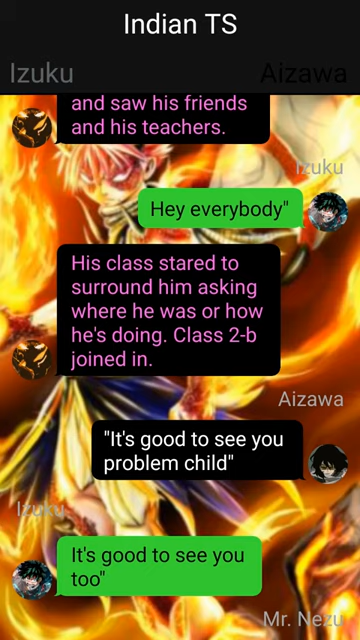 Indian TS
Izuku Aizawa
and saw his friends
and his teachers.
Izuku
Hey everybody"
His class stared to
surround him asking
where he was or how
he's doing. Class 2-b
joined in.
Aizawa
"It's good to see you
problem child"
Izuku
It's good to see you
too"
Mr. Nezu